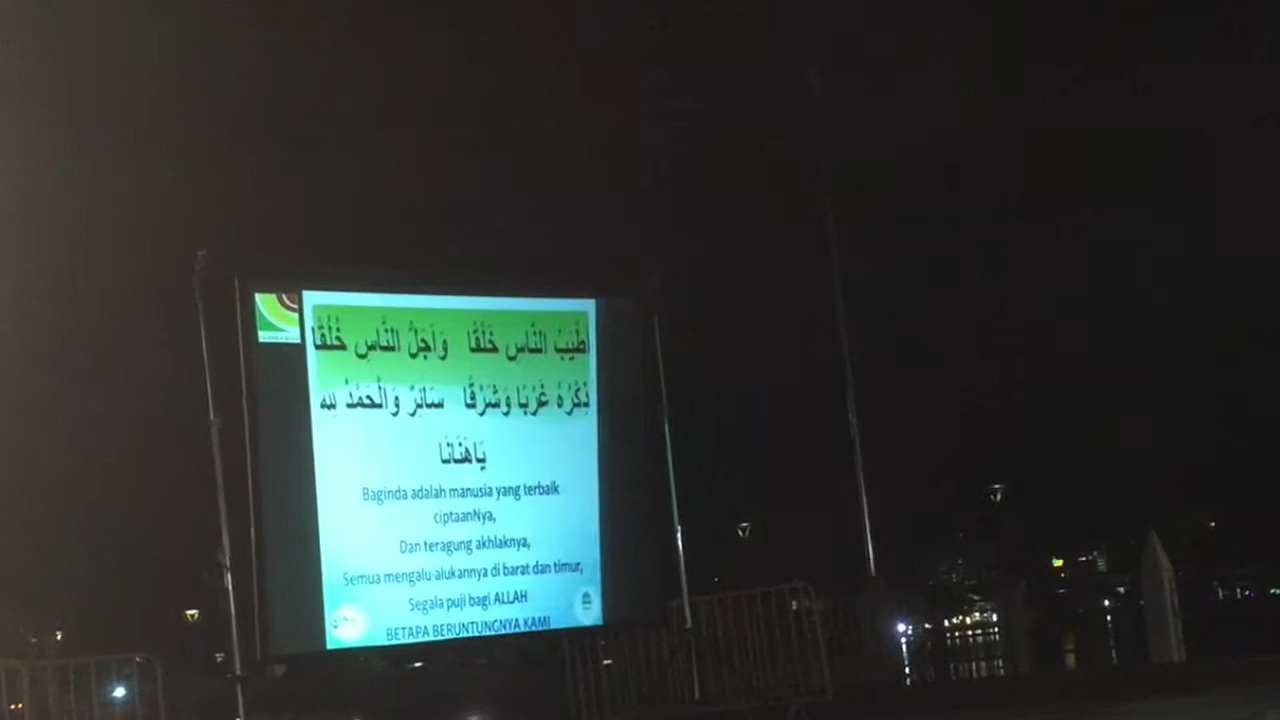 اَطْيَبُ النَّاسِ خَلْقًا وَاَجَلُّ النَّاسِ خُلُقًا
ذِكْرُهُ غَرْبًا وَشَرْقًا سَائِرٌ وَالْحَمْدُ لِلّٰه
يَاهَنَانَا
Baginda adalah manusia yang terbaik
ciptaanNya,
Dan teragung akhlaknya,
Semua mengalu-alukannya di barat dan timur,
Segala puji bagi ALLAH
BETAPA BERUNTUNGNYA KAMI